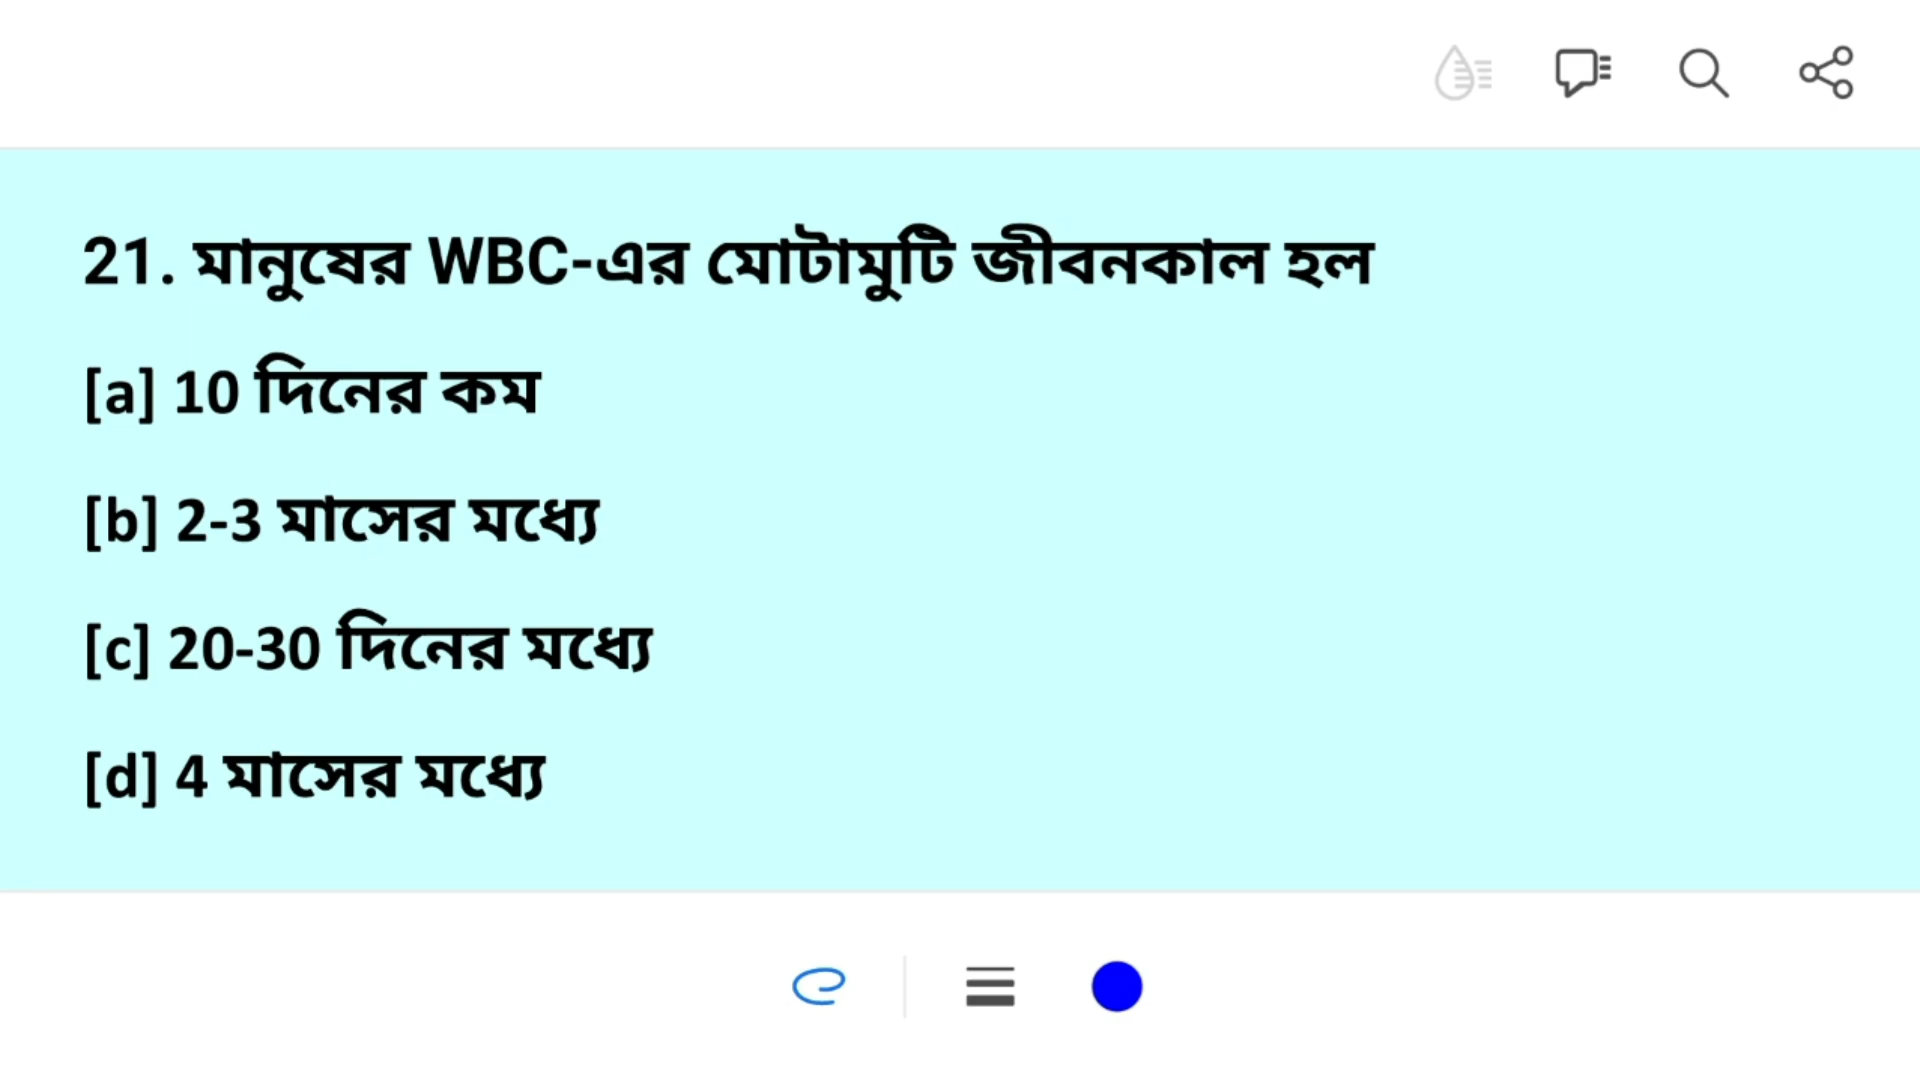 21. মানুষের WBC-এর মোটামুটি জীবনকাল হল
[a] 10 দিনের কম
[b] 2-3 মাসের মধ্যে
[c] 20-30 দিনের মধ্যে
[d] 4 মাসের মধ্যে